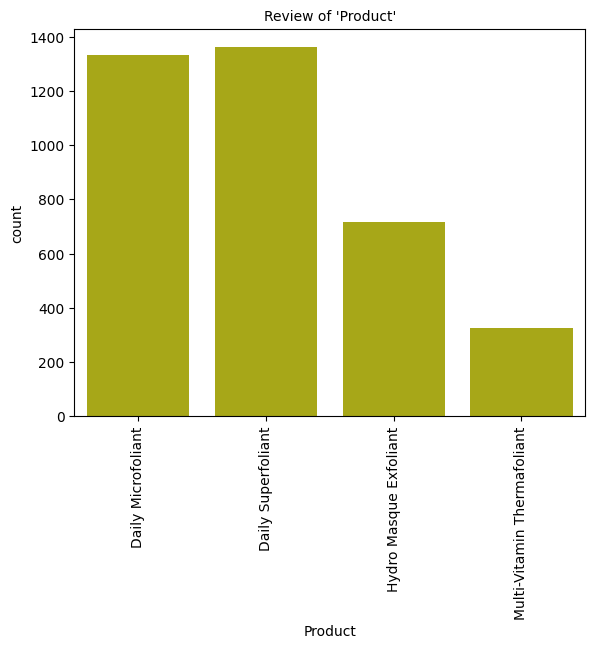 Review of 'Product'
1400
1200
1000
800
600
400
200
0
count
Daily Microfoliant
Daily Superfoliant
Hydro Masque Exfoliant
Multi-Vitamin Thermafoliant
Product